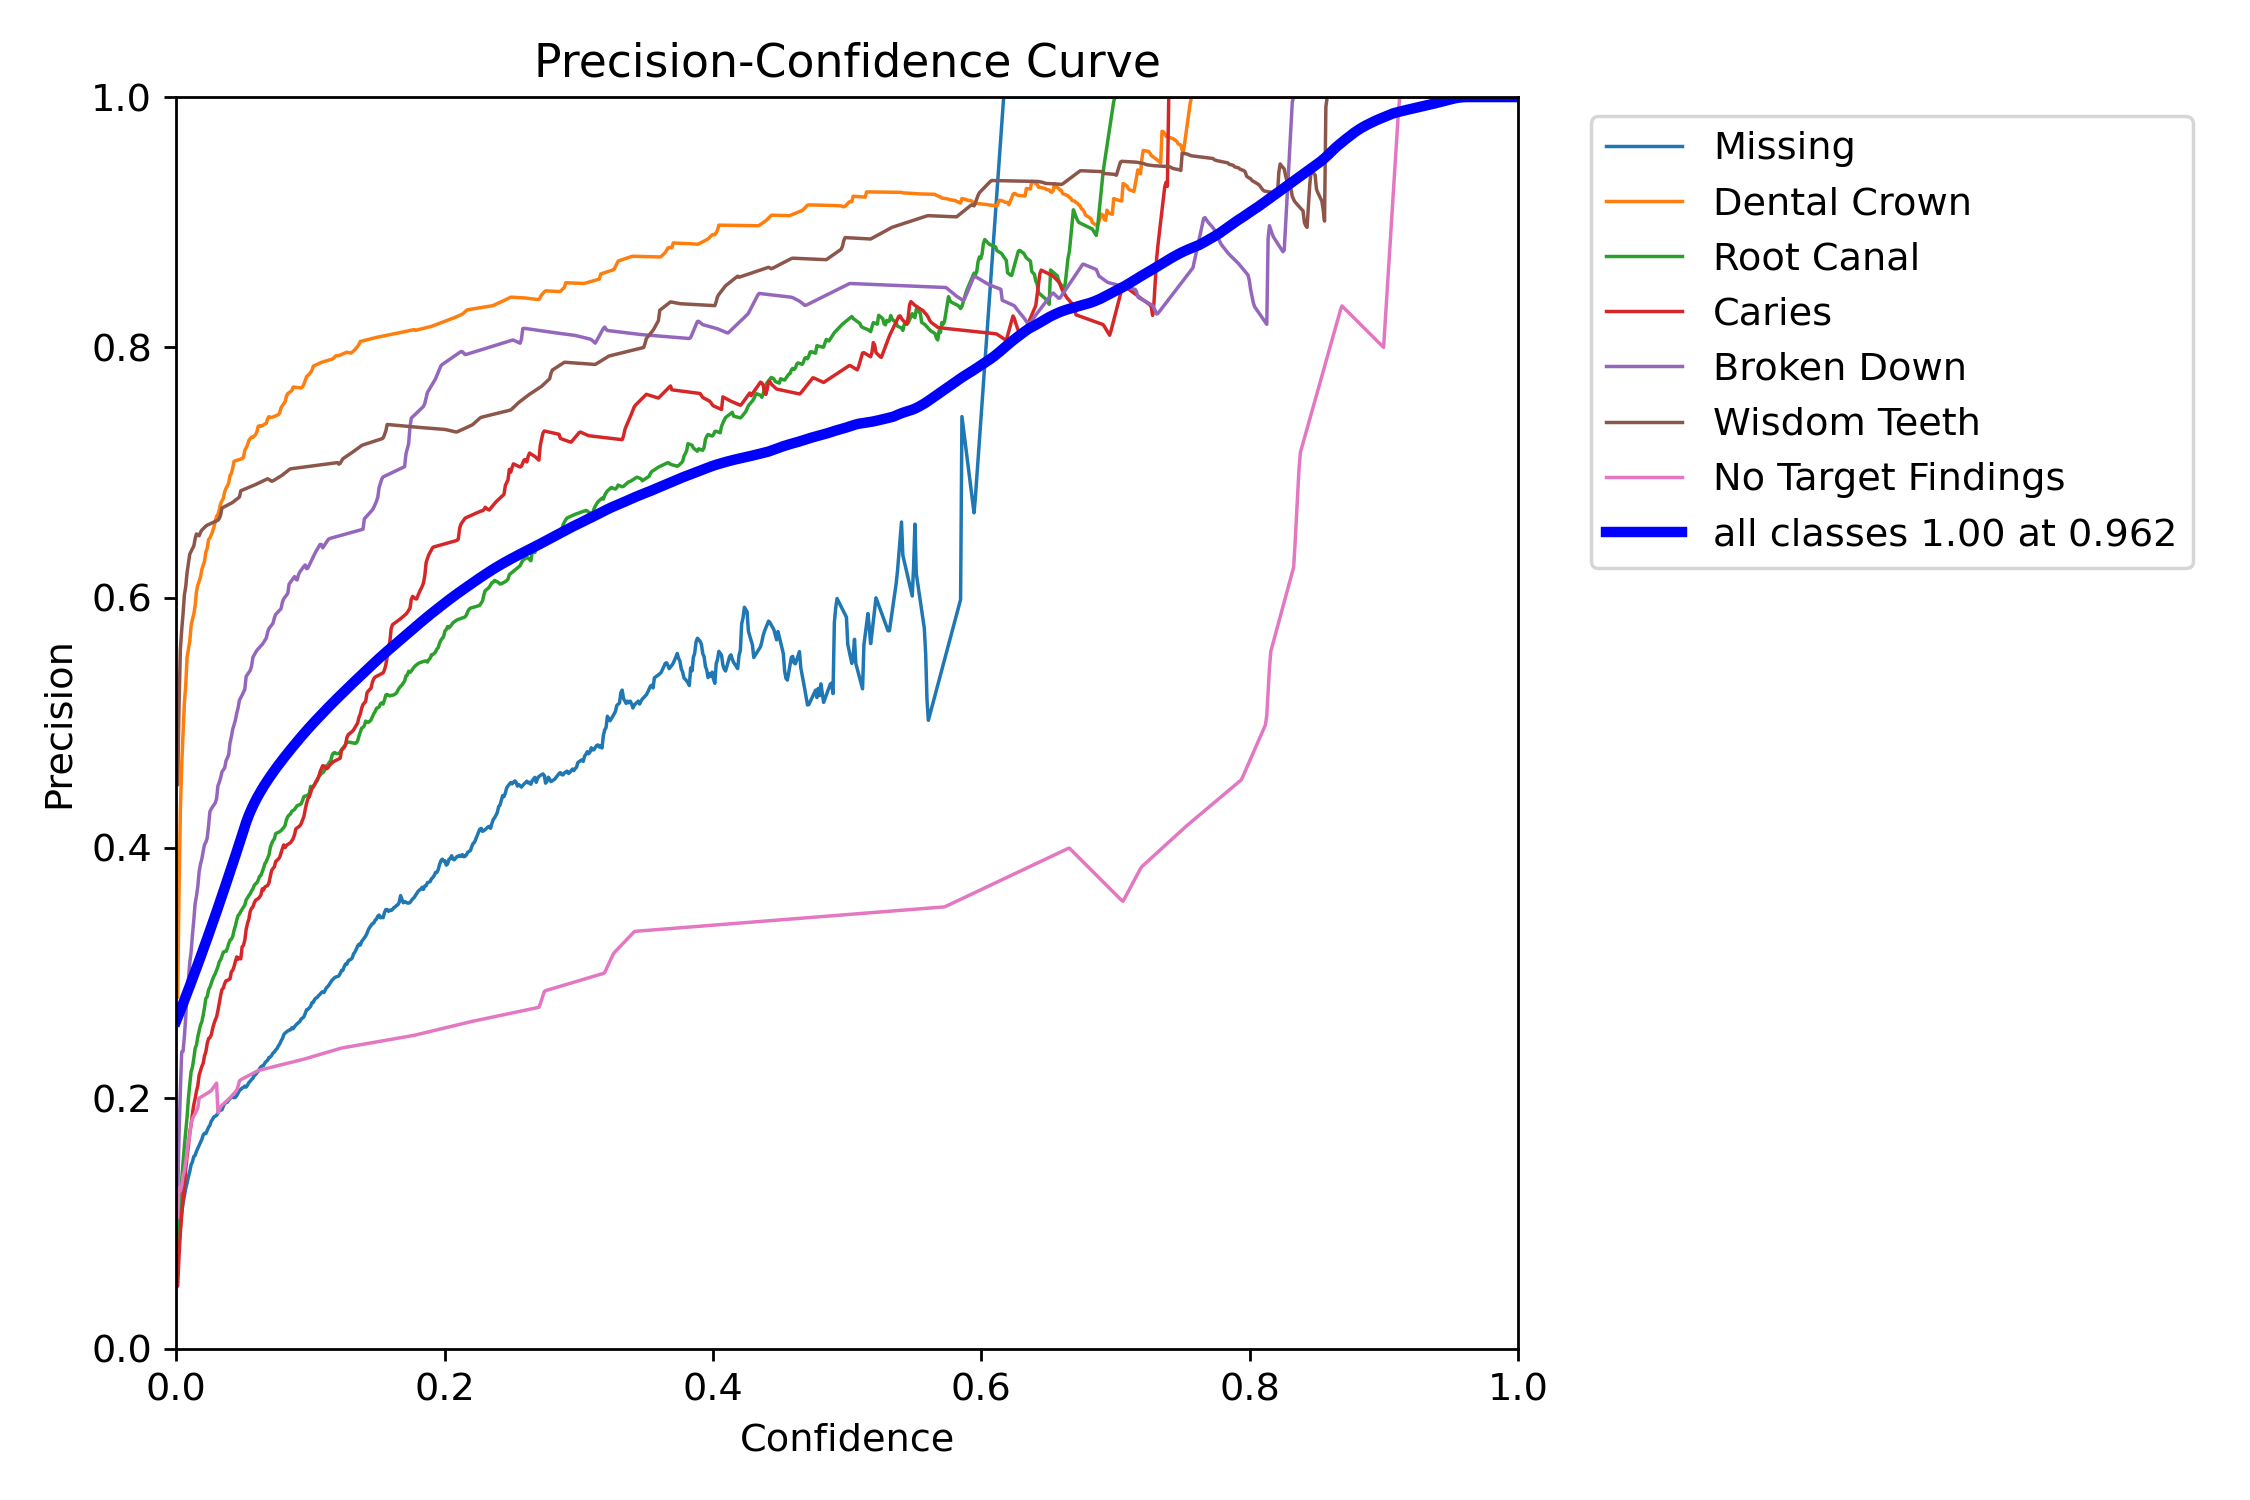 Precision-Confidence Curve
1.0
0.8
0.6
0.4
0.2
0.0
Precision
0.0 0.2 0.4 0.6 0.8 1.0
Confidence
Missing
Dental Crown
Root Canal
Caries
Broken Down
Wisdom Teeth
No Target Findings
all classes 1.00 at 0.962